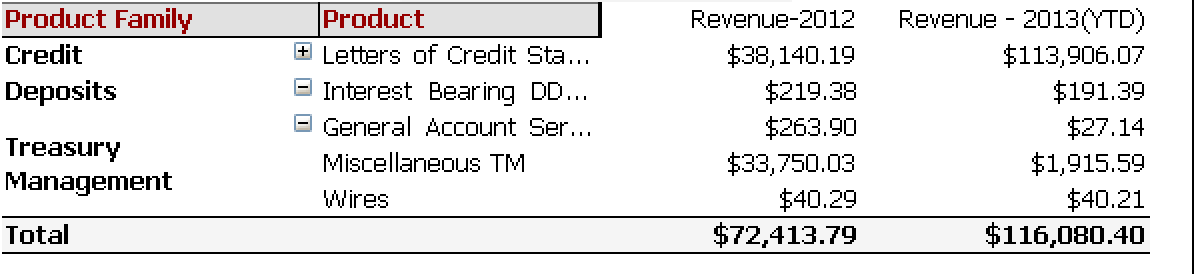 Product Family Product Revenue-2012 Revenue - 2013(YTD)
Credit Letters of Credit Sta... $38,140.19 $113,906.07
Deposits Interest Bearing DD... $219.38 $191.39
General Account Ser... $263.90 $27.14
Treasury
Management
Miscellaneous TM $33,750.03 $1,915.59
Wires $40.29 $40.21
Total $72,413.79 $116,080.40